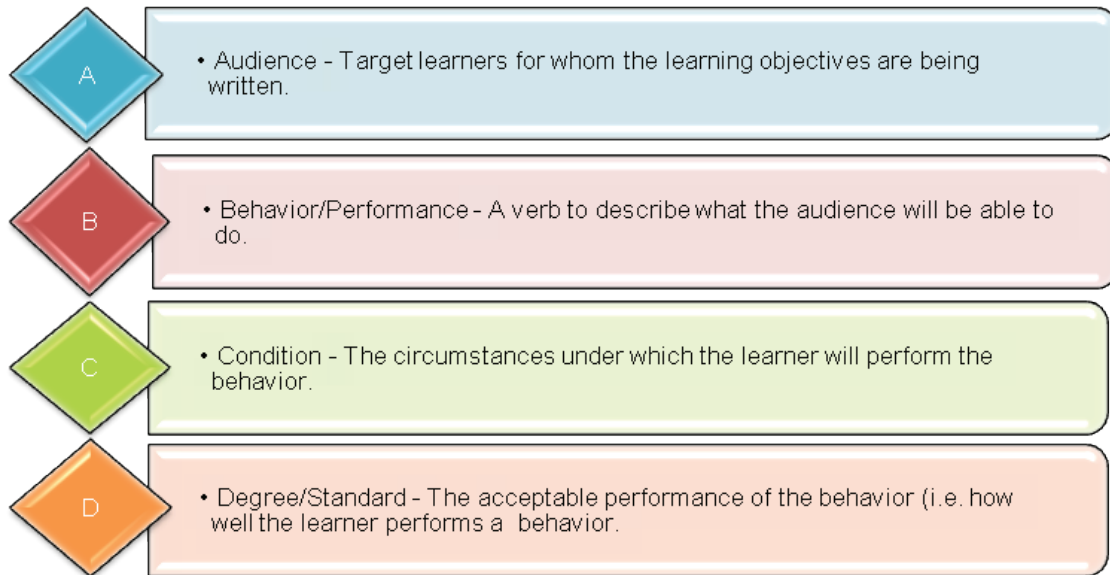 A
• Audience - Target learners for whom the learning objectives are being
written.
B
• Behavior/Performance - A verb to describe what the audience will be able to
do.
C
• Condition - The circumstances under which the learner will perform the
behavior.
D
• Degree/Standard - The acceptable performance of the behavior (i.e. how
well the learner performs a  behavior.